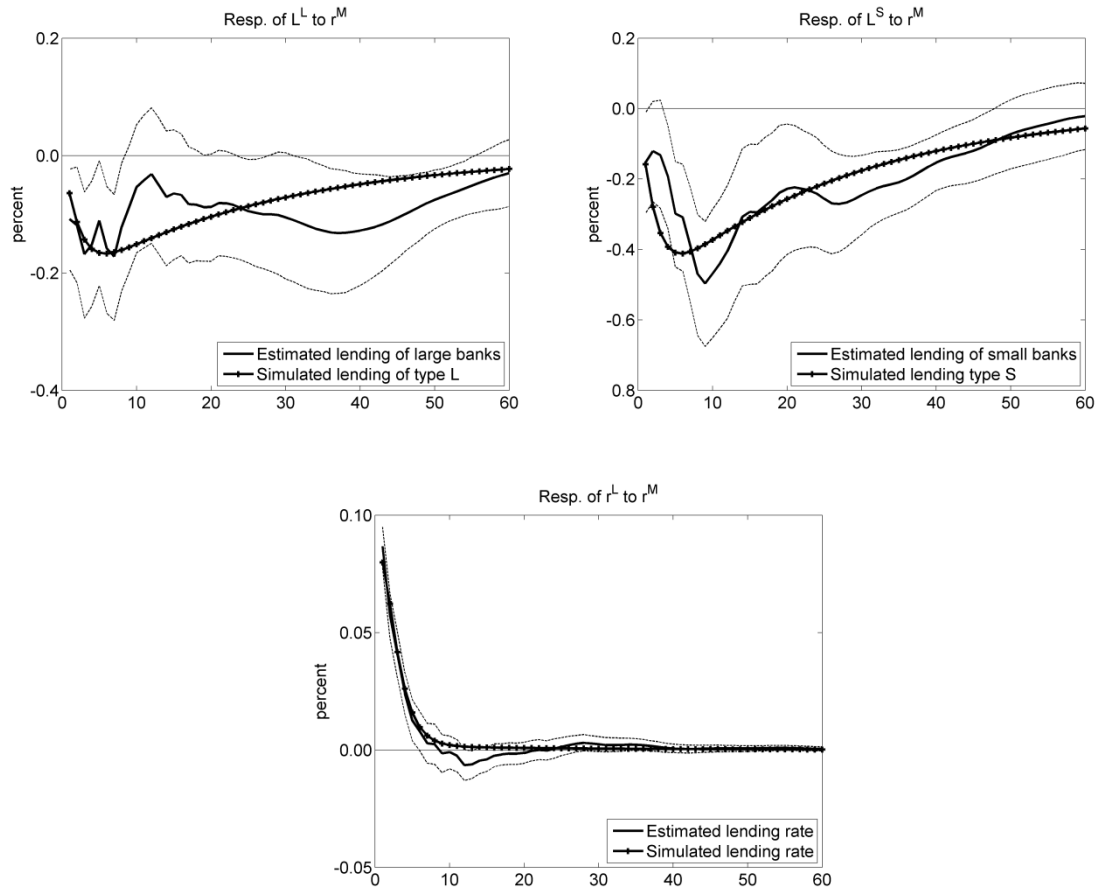 Resp. of L^L to r^M
0.2
0.0
-0.2
-0.4
percent
Estimated lending of large banks
Simulated lending of type L
0 10 20 30 40 50 60
Resp. of L^S to r^M
0.2
0.0
-0.2
-0.4
-0.6
0.8
percent
Estimated lending of small banks
Simulated lending type S
0 10 20 30 40 50 60
Resp. of r^L to r^M
0.10
0.05
0.00
-0.05
percent
Estimated lending rate
Simulated lending rate
0 10 20 30 40 50 60